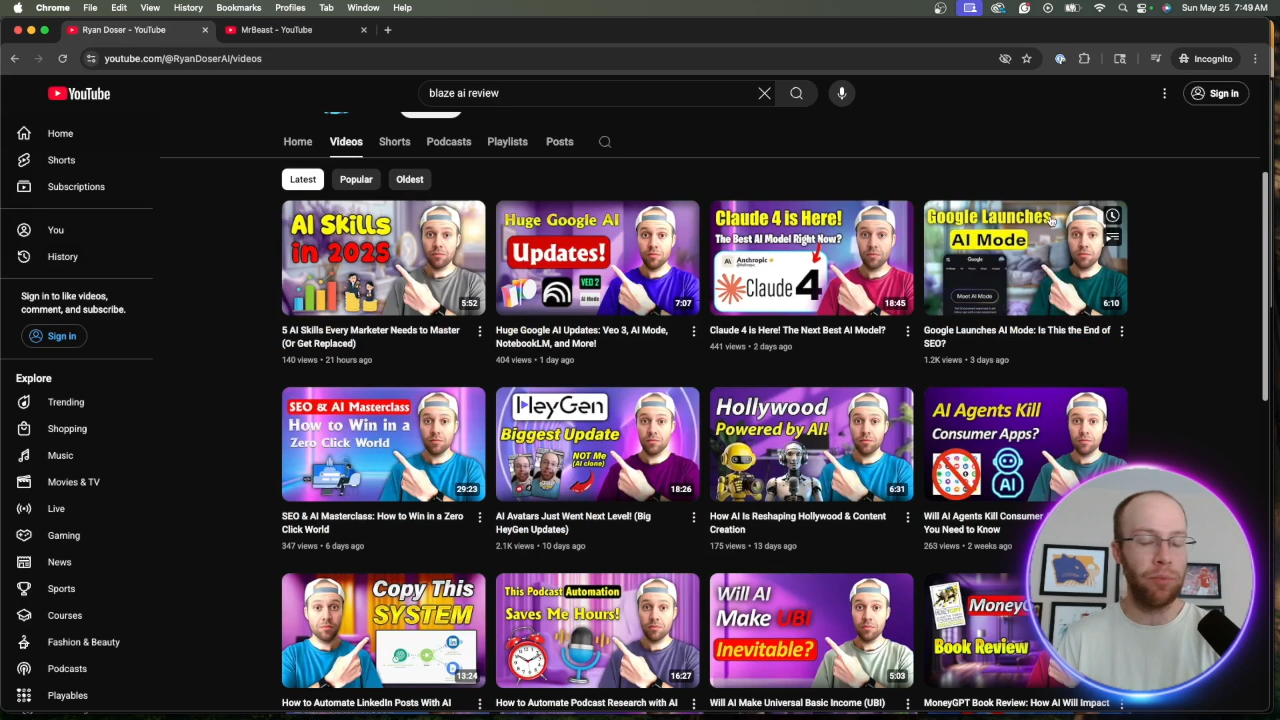 Chrome File Edit View History Bookmarks Profiles Tab Window Help
Sun May 25 7:49 AM
Ryan Doser - YouTube
MrBeast - YouTube
youtube.com/@RyanDoserAI/videos
Incognito
YouTube
blaze ai review
Sign in
Home
Shorts
Subscriptions
You
History
Sign in to like videos,
comment, and subscribe.
Sign in
Explore
Trending
Shopping
Music
Movies & TV
Live
Gaming
News
Sports
Courses
Fashion & Beauty
Podcasts
Playables
Home Videos Shorts Podcasts Playlists Posts
Latest Popular Oldest
AI SKILLS
in 2025
5:52
5 AI Skills Every Marketer Needs to Master
(Or Get Replaced)
140 views • 21 hours ago
Huge Google AI
Updates!
VEO 2
AI Mode
7:07
Huge Google AI Updates: Veo 3, AI Mode,
NotebookLM, and More!
404 views • 1 day ago
Claude 4 is Here!
The Best AI Model Right Now?
Anthropic
Claude 4
18:45
Claude 4 is Here! The Next Best AI Model?
441 views • 2 days ago
Google Launches
AI Mode
Google
Meet AI Mode
6:10
Google Launches AI Mode: Is This the End of
SEO?
1.2K views • 3 days ago
SEO & AI Masterclass
How to Win in a
Zero Click World
29:23
SEO & AI Masterclass: How to Win in a Zero
Click World
347 views • 6 days ago
HeyGen
Biggest Update
NOT Me
(AI clone)
18:26
AI Avatars Just Went Next Level! (Big
HeyGen Updates)
2.1K views • 10 days ago
Hollywood
Powered by AI!
6:31
How AI Is Reshaping Hollywood & Content
Creation
175 views • 13 days ago
AI Agents Kill
Consumer Apps?
AI
Will AI Agents Kill Consumer
You Need to Know
263 views • 2 weeks ago
Copy This
SYSTEM
13:24
How to Automate LinkedIn Posts With AI
This Podcast Automation
Saves Me Hours!
16:27
How to Automate Podcast Research with AI
Will AI
Make UBI
Inevitable?
5:03
Will AI Make Universal Basic Income (UBI)
Book Review
MoneyGPT Book Review: How AI Will Impact